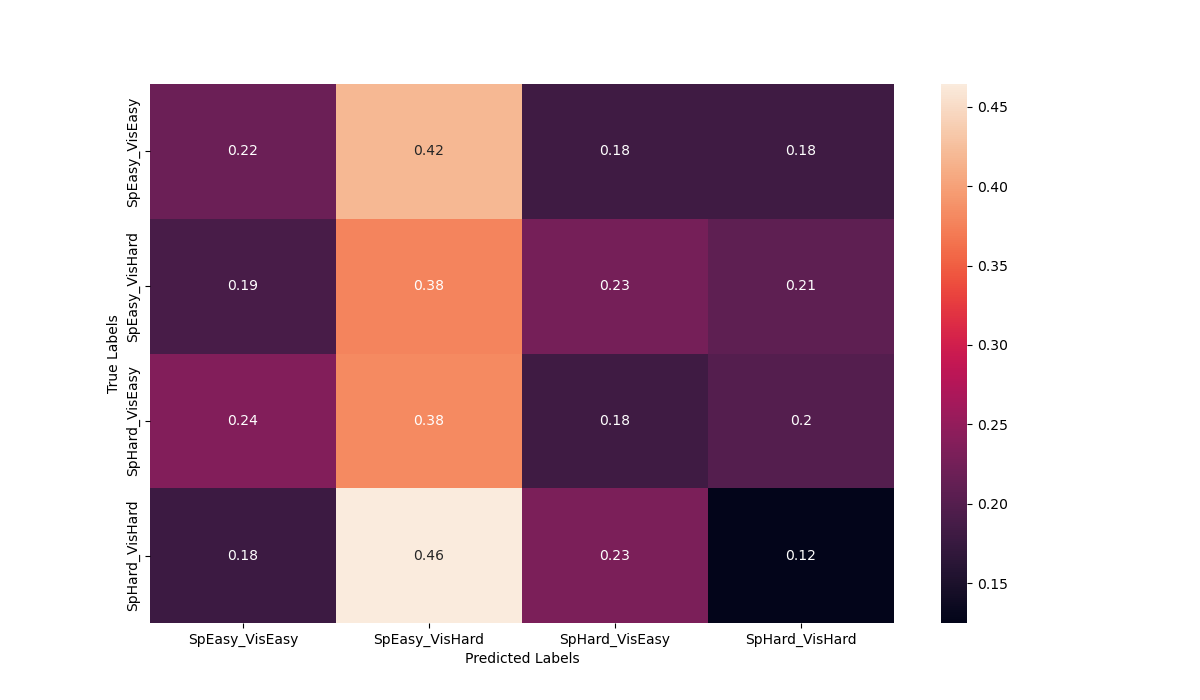 SpEasy_VisEasy
SpEasy_VisHard
SpHard_VisEasy
SpHard_VisHard
True Labels
0.22 0.42 0.18 0.18
0.19 0.38 0.23 0.21
0.24 0.38 0.18 0.2
0.18 0.46 0.23 0.12
SpEasy_VisEasy SpEasy_VisHard SpHard_VisEasy SpHard_VisHard
Predicted Labels
0.45
0.40
0.35
0.30
0.25
0.20
0.15